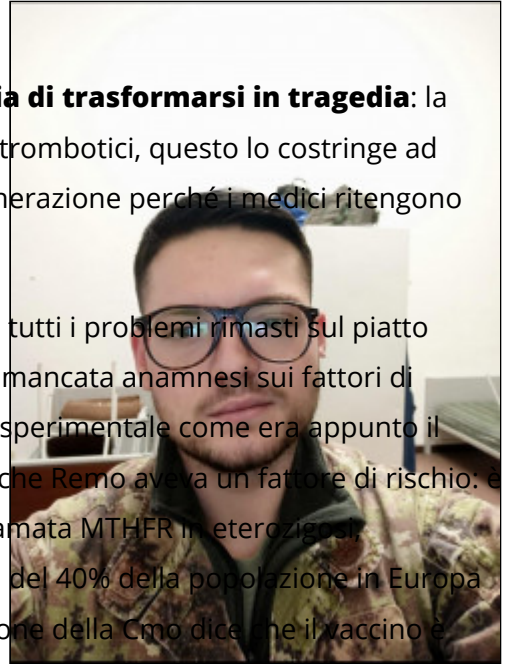 ia di trasformarsi in tragedia: la
trombotici, questo lo costringe ad
nerazione perché i medici ritengono
tutti i problemi rimasti sul piatto
mancata anamnesi sui fattori di
sperimentale come era appunto il
che Remo aveva un fattore di rischio: è
amata MTHFR in eterozigosi,
del 40% della popolazione in Europa
one della Cmo dice che il vaccino è